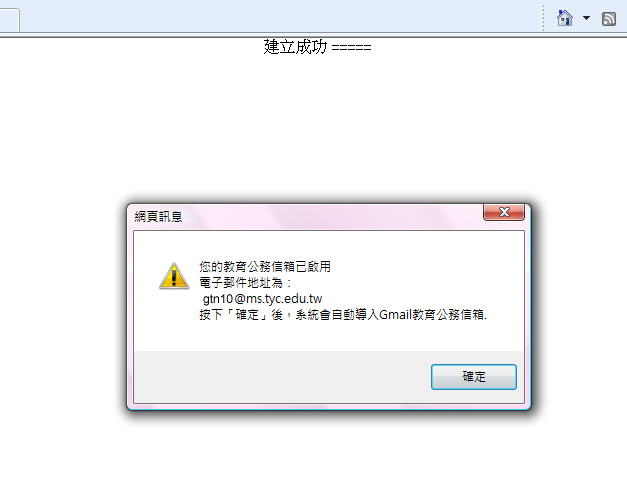 建立成功 =====
網頁訊息
您的教育公務信箱已啟用
電子郵件地址為：
gtn10@ms.tyc.edu.tw
按下「確定」後，系統會自動導入Gmail教育公務信箱.
確定